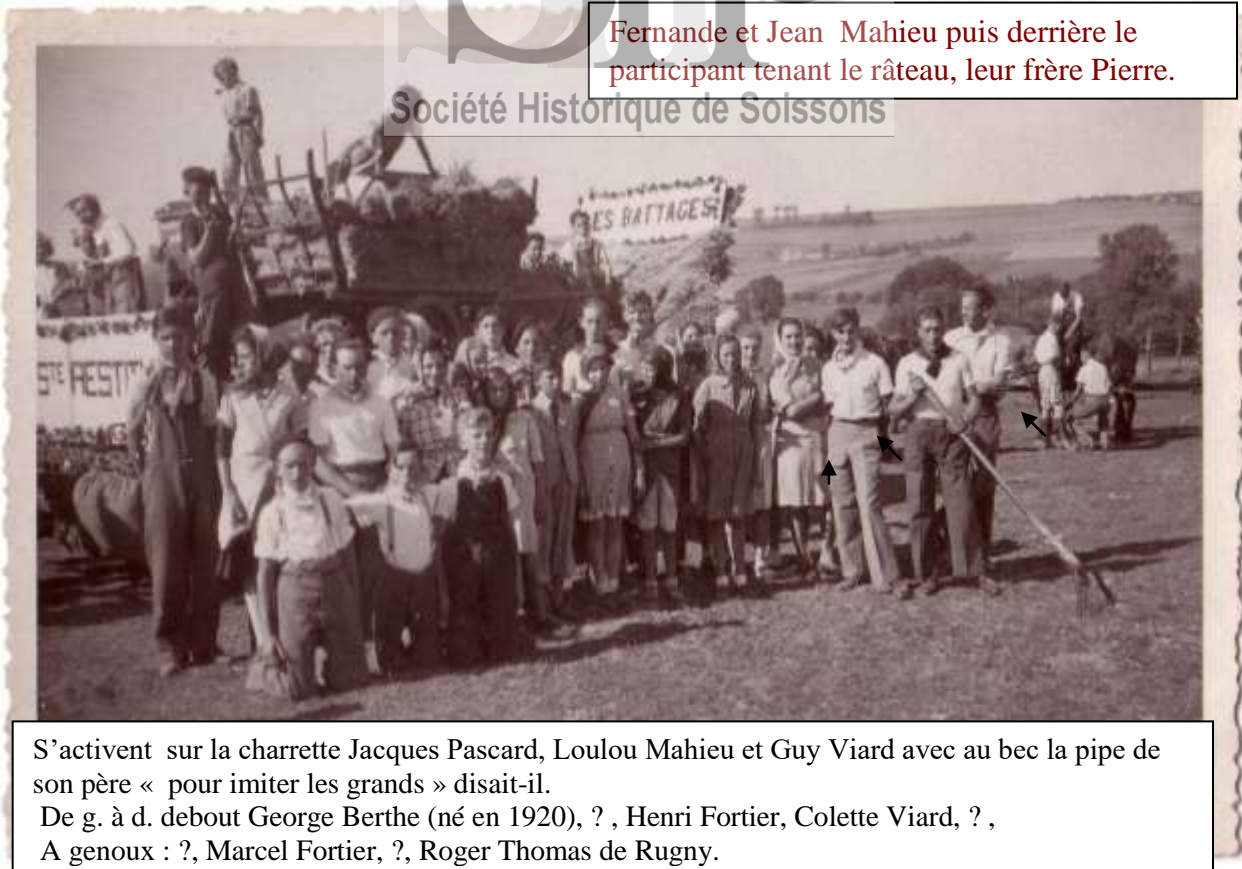 Fernande et Jean Mahieu puis derrière le
participant tenant le râteau, leur frère Pierre.
Société Historique de Soissons
ES BATTAGES
STE RESTIT
S’activent sur la charrette Jacques Pascard, Loulou Mahieu et Guy Viard avec au bec la pipe de
son père « pour imiter les grands » disait-il.
De g. à d. debout George Berthe (né en 1920), ? , Henri Fortier, Colette Viard, ? ,
A genoux : ?, Marcel Fortier, ?, Roger Thomas de Rugny.